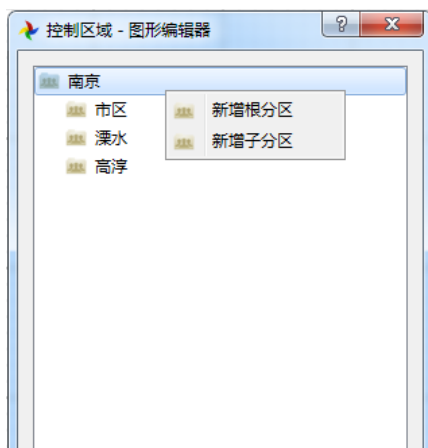 控制区域 - 图形编辑器
?
南京
市区
新增根分区
溧水
新增子分区
高淳